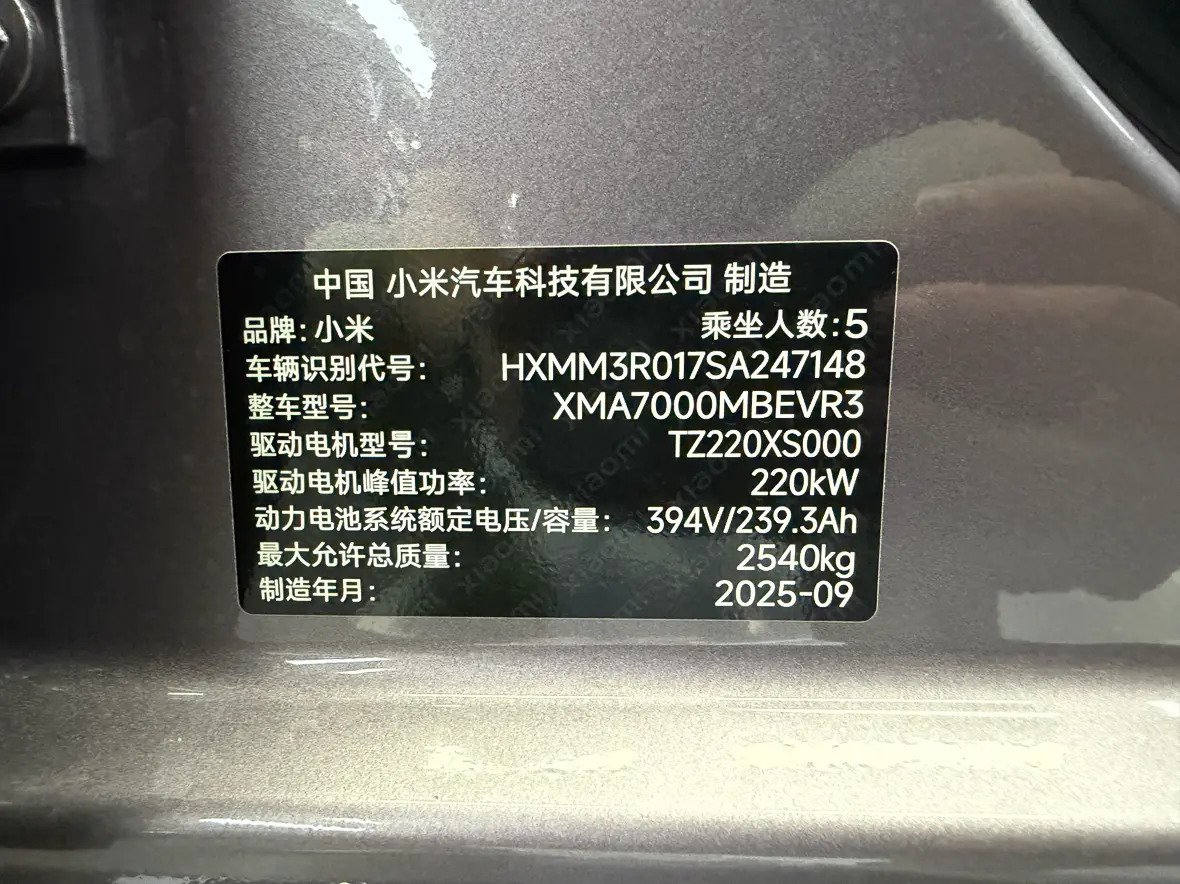 中国 小米汽车科技有限公司 制造
品牌: 小米 乘坐人数: 5
车辆识别代号: HXMM3R017SA247148
整车型号: XMA7000MBEVR3
驱动电机型号: TZ220XS000
驱动电机峰值功率: 220kW
动力电池系统额定电压/容量: 394V/239.3Ah
最大允许总质量: 2540kg
制造年月: 2025-09